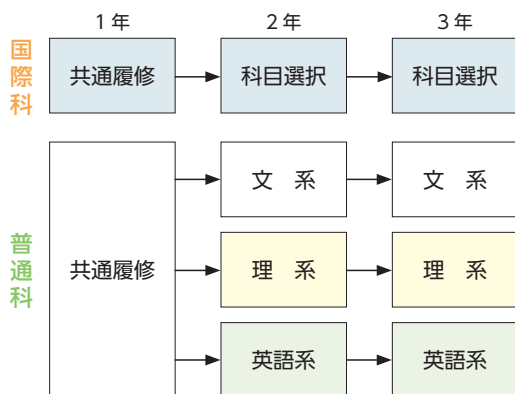 1年 2年 3年
国際科
共通履修 科目選択 科目選択
普通科
文 系 文 系
共通履修 理 系 理 系
英語系 英語系